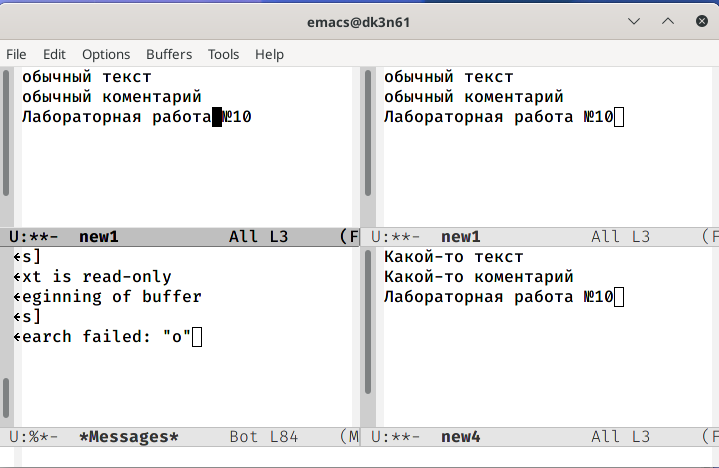 emacs@dk3n61
File Edit Options Buffers Tools Help
обычный текст
обычный коментарий
Лабораторная работа №10
U:**- new1 All L3 (F
обычный текст
обычный коментарий
Лабораторная работа №10
U:**- new1 All L3 (F
s]
xt is read-only
eginning of buffer
s]
earch failed: "o"
U:%*- *Messages* Bot L84 (M
Какой-то текст
Какой-то коментарий
Лабораторная работа №10
U:**- new4 All L3 (F